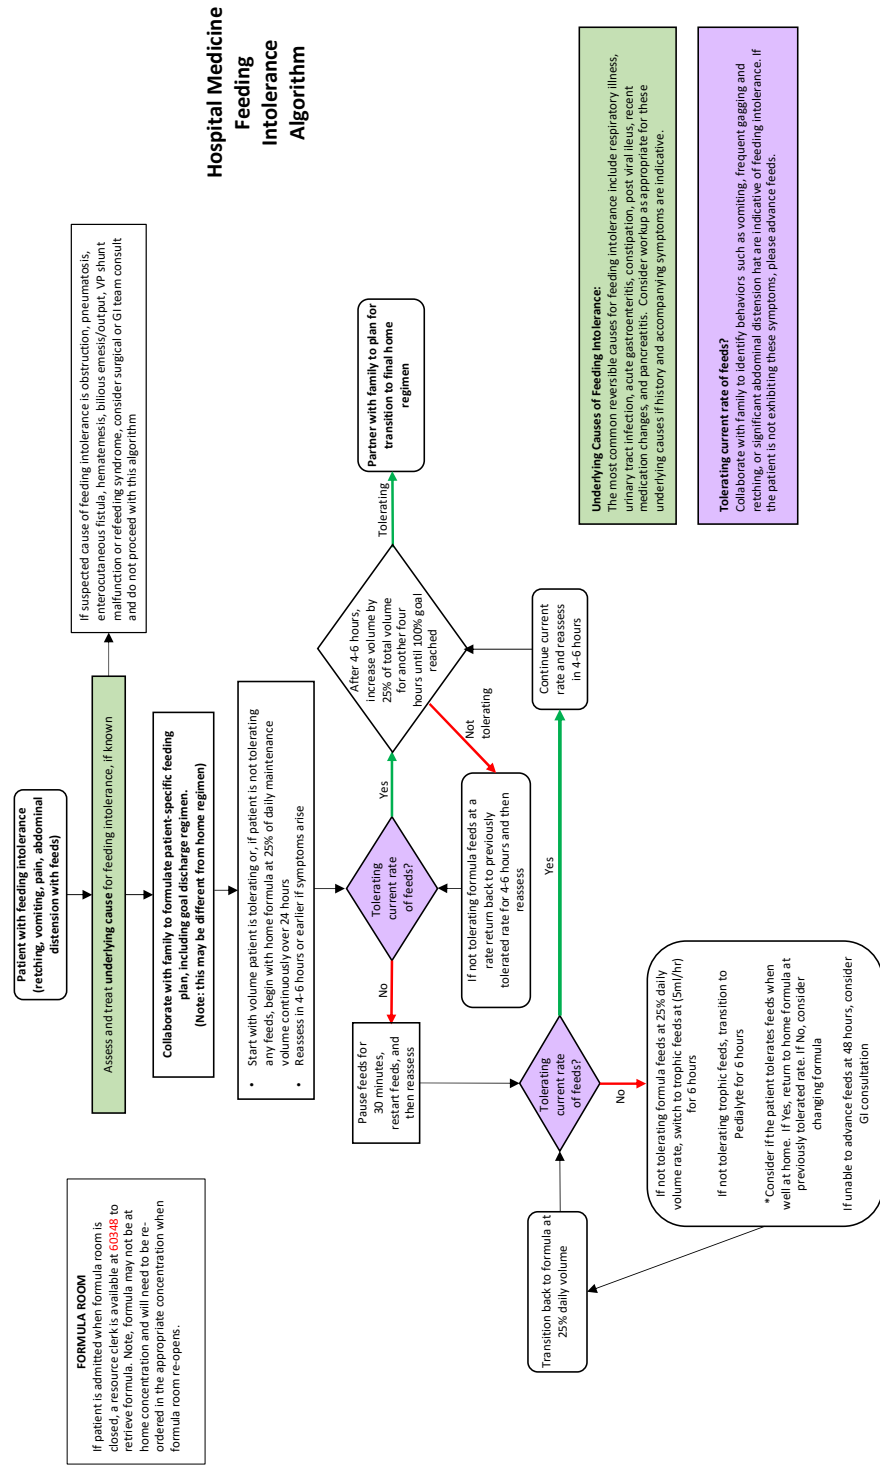 Hospital Medicine
Feeding
Intolerance
Algorithm
FORMULA ROOM
If patient is admitted when formula room is
closed, a resource clerk is available at 60348 to
retrieve formula. Note, formula may not be at
home concentration and will need to be re-
ordered in the appropriate concentration when
formula room re-opens.
Patient with feeding intolerance
(retching, vomiting, pain, abdominal
distension with feeds)
Assess and treat underlying cause for feeding intolerance, if known
If suspected cause of feeding intolerance is obstruction, pneumatosis,
enterocutaneous fistula, hematemesis, billous emesis/output, VP shunt
malfunction or refeeding syndrome, consider surgical or GI team consult
and do not proceed with this algorithm
Collaborate with family to formulate patient-specific feeding
plan, including goal discharge regimen.
(Note: this may be different from home regimen)
• Start with volume patient is tolerating or, if patient is not tolerating
any feeds, begin with home formula at 25% of daily maintenance
volume continuously over 24 hours
• Reassess in 4-6 hours or earlier if symptoms arise
Tolerating
current rate
of feeds?
No
Yes
Pause feeds for
30 minutes,
restart feeds, and
then reassess
After 4-6 hours,
increase volume by
25% of total volume
for another four
hours until 100% goal
reached
Tolerating
Partner with family to plan for
transition to final home
regimen
Not
tolerating
If not tolerating formula feeds at a
rate return back to previously
tolerated rate for 4-6 hours and then
reassess
Tolerating
current rate
of feeds?
Yes
Continue current
rate and reassess
in 4-6 hours
No
If not tolerating formula feeds at 25% daily
volume rate, switch to trophic feeds at (5ml/hr)
for 6 hours
If not tolerating trophic feeds, transition to
Pedialyte for 6 hours
*Consider if the patient tolerates feeds when
well at home. If Yes, return to home formula at
previously tolerated rate. If No, consider
changing formula
If unable to advance feeds at 48 hours, consider
GI consultation
Transition back to formula at
25% daily volume
Underlying Causes of Feeding Intolerance:
The most common reversible causes for feeding intolerance include respiratory illness,
urinary tract infection, acute gastroenteritis, constipation, post viral ileus, recent
medication changes, and pancreatitis. Consider workup as appropriate for these
underlying causes if history and accompanying symptoms are indicative.
Tolerating current rate of feeds?
Collaborate with family to identify behaviors such as vomiting, frequent gagging and
retching, or significant abdominal distension hat are indicative of feeding intolerance. If
the patient is not exhibiting these symptoms, please advance feeds.